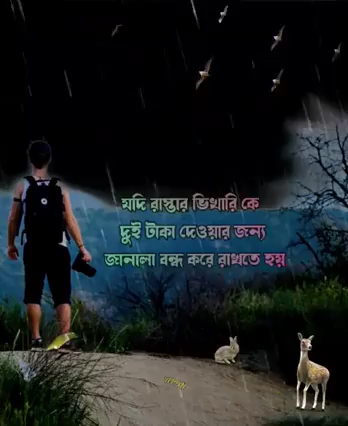 যদি রাস্তার ভিখারি কে
দুই টাকা দেওয়ার জন্য
জানালা বন্ধ করে রাখতে হয়